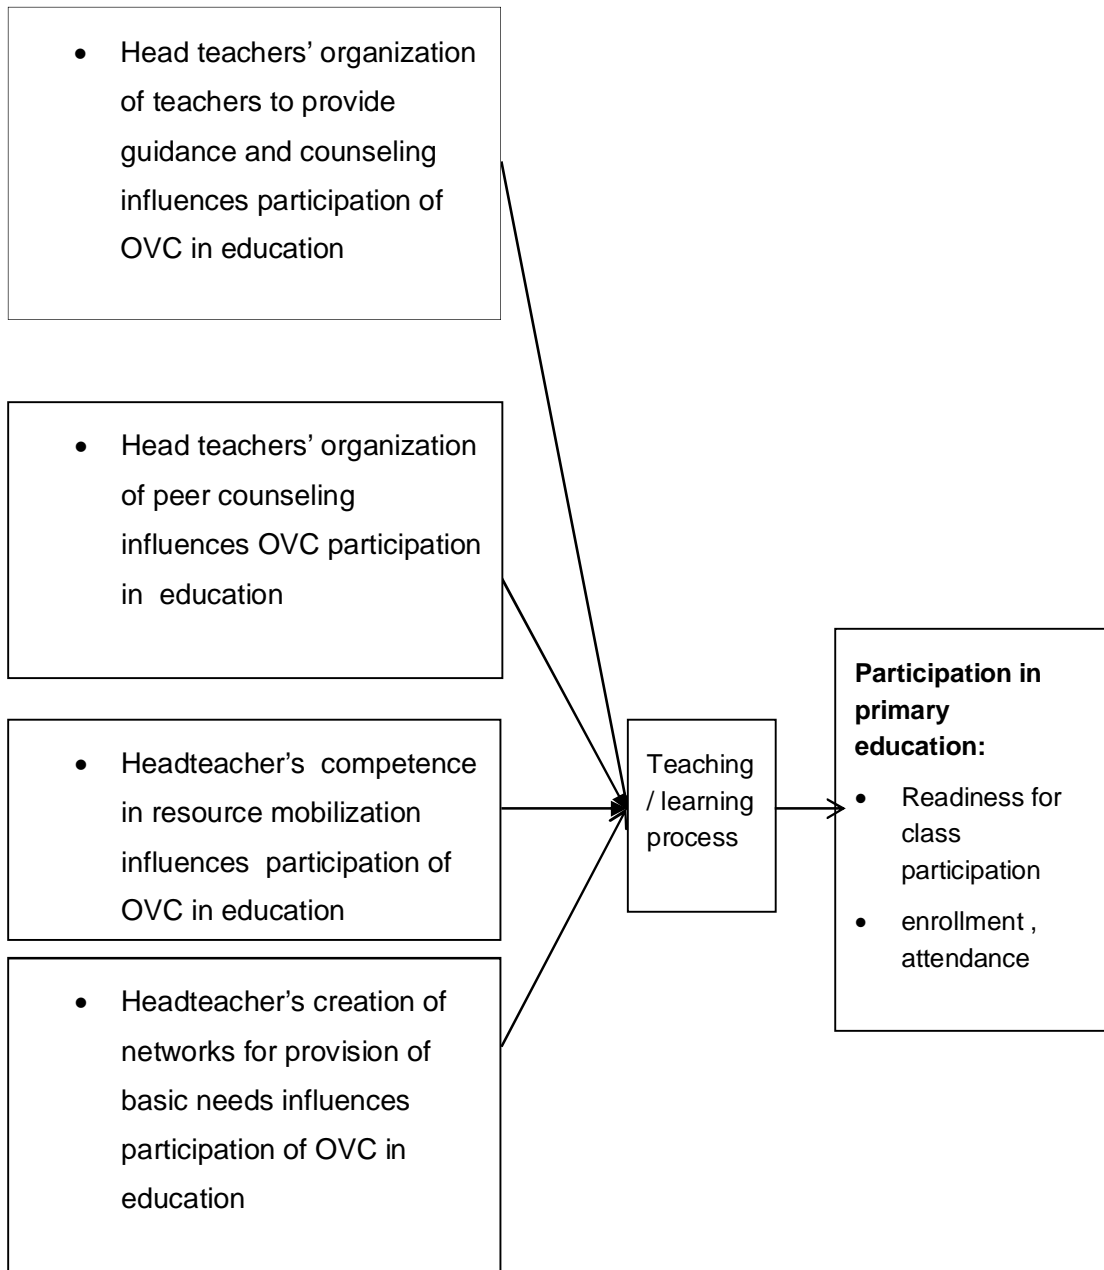 • Head teachers’ organization
of teachers to provide
guidance and counseling
influences participation of
OVC in education
• Head teachers’ organization
of peer counseling
influences OVC participation
in  education
• Headteacher’s  competence
in resource mobilization
influences  participation of
OVC in education
• Headteacher’s creation of
networks for provision of
basic needs influences
participation of OVC in
education
Teaching
/ learning
process
Participation in
primary
education:
• Readiness for
class
participation
• enrollment ,
attendance